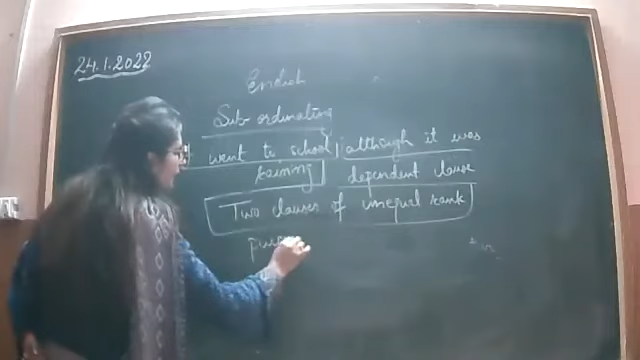 24.1.2022
English
Sub ordinating
went to school although it was
raining dependent clause
Two clauses of unequal rank